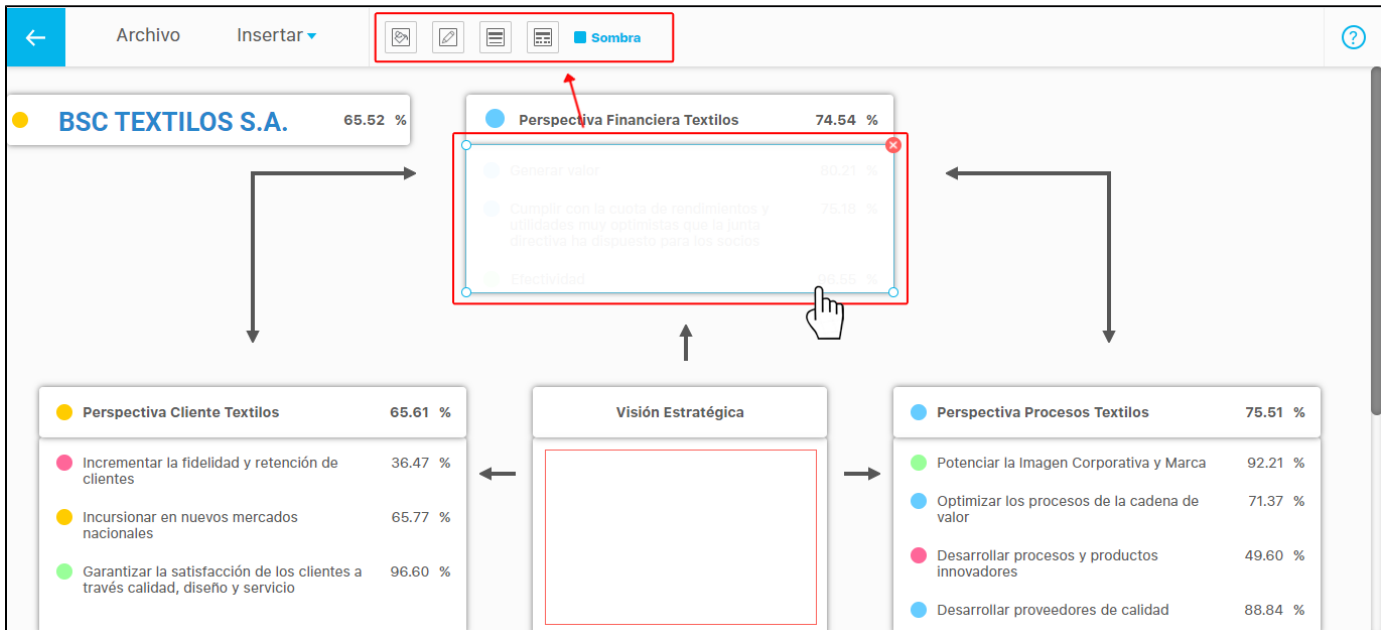 Archivo
Insertar
Sombra
BSC TEXTILOS S.A. 65.52 %
Perspectiva Financiera Textilos 74.54 %
Generar valor 80.21 %
Cumplir con la cuota de rendimientos y 75.18 %
utilidades muy optimistas que la junta
directiva ha dispuesto para los socios
Efectividad %
Perspectiva Cliente Textilos 65.61 %
Incrementar la fidelidad y retención de 36.47 %
clientes
Incursionar en nuevos mercados 65.77 %
nacionales
Garantizar la satisfacción de los clientes a 96.60 %
través calidad, diseño y servicio
Visión Estratégica
Perspectiva Procesos Textilos 75.51 %
Potenciar la Imagen Corporativa y Marca 92.21 %
Optimizar los procesos de la cadena de 71.37 %
valor
Desarrollar procesos y productos 49.60 %
innovadores
Desarrollar proveedores de calidad 88.84 %